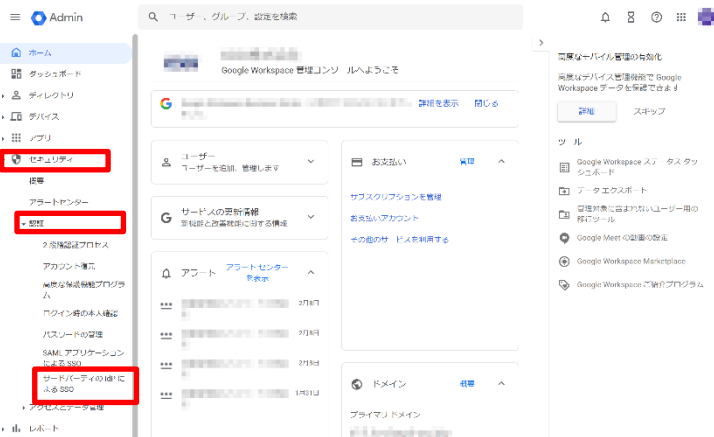 Admin
ユーザー、グループ、設定を検索
ホーム
ダッシュボード
ディレクトリ
デバイス
アプリ
セキュリティ
概要
アラートセンター
認証
2 段階認証プロセス
アカウント復元
高度な保護機能プログラ
ム
ログイン時の本人確認
パスワードの管理
SAML アプリケーション
による SSO
サードパーティの IdP に
よる SSO
アクセスとデータ管理
レポート
Google Workspace 管理コンソールへようこそ
詳細を表示
閉じる
ユーザー
ユーザーを追加、管理します
サービスの更新情報
新機能と改善機能に関する情報
アラート
アラート センター
を表示
2月8日
2月8日
2月5日
1月31日
お支払い
管理
サブスクリプションを管理
お支払いアカウント
その他のサービスを利用する
ドメイン
概要
プライマリ ドメイン
高度なモバイル管理の有効化
高度なデバイス管理機能で Google
Workspace データを保護できます
詳細
スキップ
ツール
Google Workspace ステータス ダッ
シュボード
データ エクスポート
管理対象に含まれないユーザー用の
移行ツール
Google Meet の動画の設定
Google Workspace Marketplace
Google Workspace ご紹介プログラム